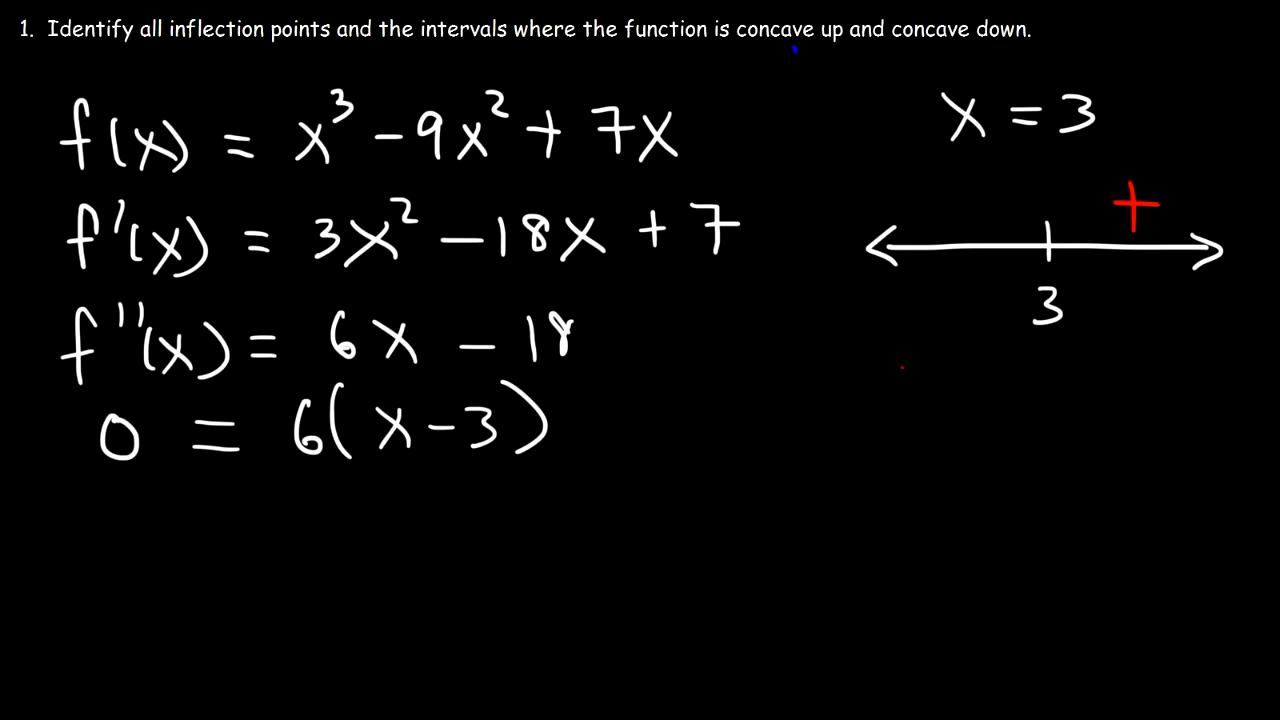 1. Identify all inflection points and the intervals where the function is concave up and concave down.
f(x) = x³ - 9x² + 7x
f'(x) = 3x² - 18x + 7
f''(x) = 6x - 18
0 = 6(x - 3)
x = 3
+
3